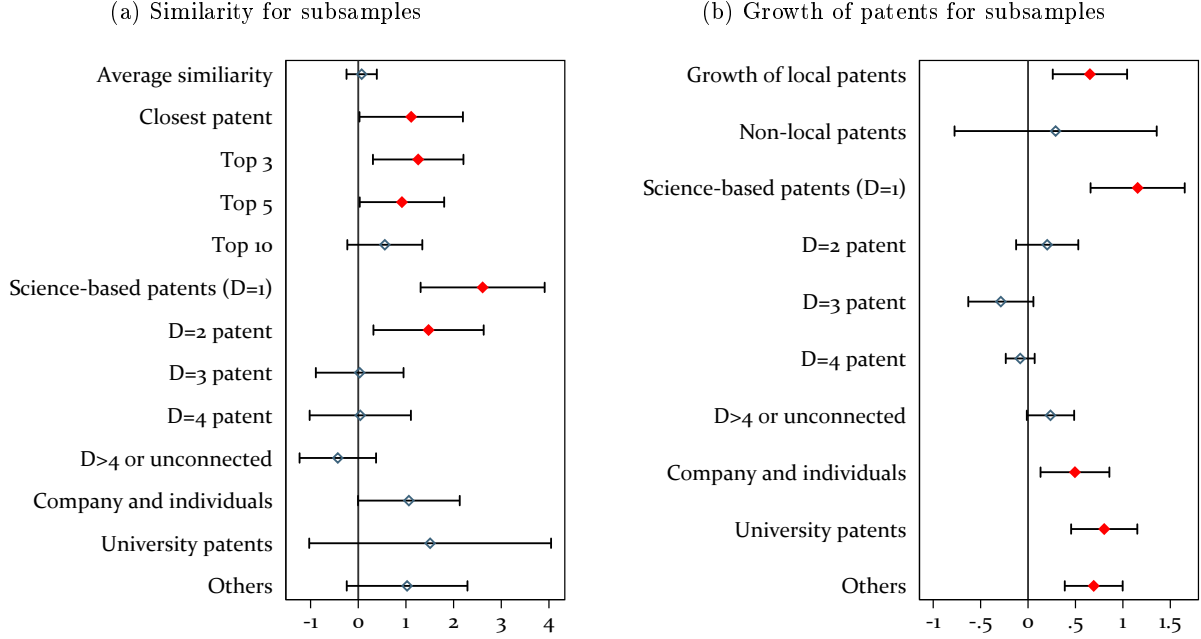 (a) Similarity for subsamples
Average similiarity
Closest patent
Top 3
Top 5
Top 10
Science-based patents (D=1)
D=2 patent
D=3 patent
D=4 patent
D>4 or unconnected
Company and individuals
University patents
Others
-1 0 1 2 3 4
(b) Growth of patents for subsamples
Growth of local patents
Non-local patents
Science-based patents (D=1)
D=2 patent
D=3 patent
D=4 patent
D>4 or unconnected
Company and individuals
University patents
Others
-1 -.5 0 .5 1 1.5